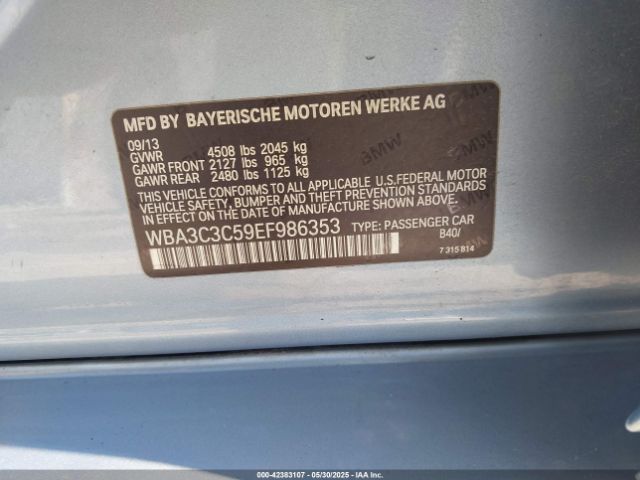 MFD BY BAYERISCHE MOTOREN WERKE AG
09/13
GVWR 4508 lbs 2045 kg
GAWR FRONT 2127 lbs 965 kg
GAWR REAR 2480 lbs 1125 kg
THIS VEHICLE CONFORMS TO ALL APPLICABLE U.S.FEDERAL MOTOR
VEHICLE SAFETY, BUMPER, AND THEFT PREVENTION STANDARDS
IN EFFECT ON THE DATE OF MANUFACTURE SHOWN ABOVE.
WBA3C3C59EF986353 TYPE: PASSENGER CAR
B40/
7 315 814
BMW
000-42383107 - 05/30/2025 - IAA Inc.